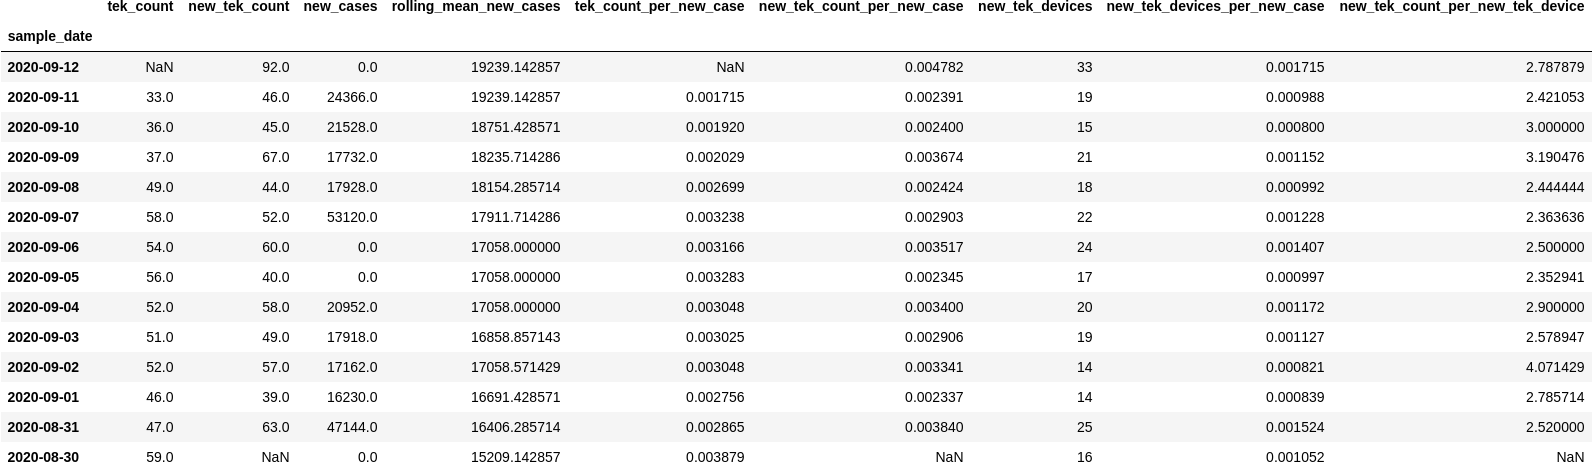 tek_count new_tek_count new_cases rolling_mean_new_cases tek_count_per_new_case new_tek_count_per_new_case new_tek_devices new_tek_devices_per_new_case new_tek_count_per_new_tek_device
sample_date
2020-09-12 NaN 92.0 0.0 19239.142857 NaN 0.004782 33 0.001715 2.787879
2020-09-11 33.0 46.0 24366.0 19239.142857 0.001715 0.002391 19 0.000988 2.421053
2020-09-10 36.0 45.0 21528.0 18751.428571 0.001920 0.002400 15 0.000800 3.000000
2020-09-09 37.0 67.0 17732.0 18235.714286 0.002029 0.003674 21 0.001152 3.190476
2020-09-08 49.0 44.0 17928.0 18154.285714 0.002699 0.002424 18 0.000992 2.444444
2020-09-07 58.0 52.0 53120.0 17911.714286 0.003238 0.002903 22 0.001228 2.363636
2020-09-06 54.0 60.0 0.0 17058.000000 0.003166 0.003517 24 0.001407 2.500000
2020-09-05 56.0 40.0 0.0 17058.000000 0.003283 0.002345 17 0.000997 2.352941
2020-09-04 52.0 58.0 20952.0 17058.000000 0.003048 0.003400 20 0.001172 2.900000
2020-09-03 51.0 49.0 17918.0 16858.857143 0.003025 0.002906 19 0.001127 2.578947
2020-09-02 52.0 57.0 17162.0 17058.571429 0.003048 0.003341 14 0.000821 4.071429
2020-09-01 46.0 39.0 16230.0 16691.428571 0.002756 0.002337 14 0.000839 2.785714
2020-08-31 47.0 63.0 47144.0 16406.285714 0.002865 0.003840 25 0.001524 2.520000
2020-08-30 59.0 NaN 0.0 15209.142857 0.003879 NaN 16 0.001052 NaN